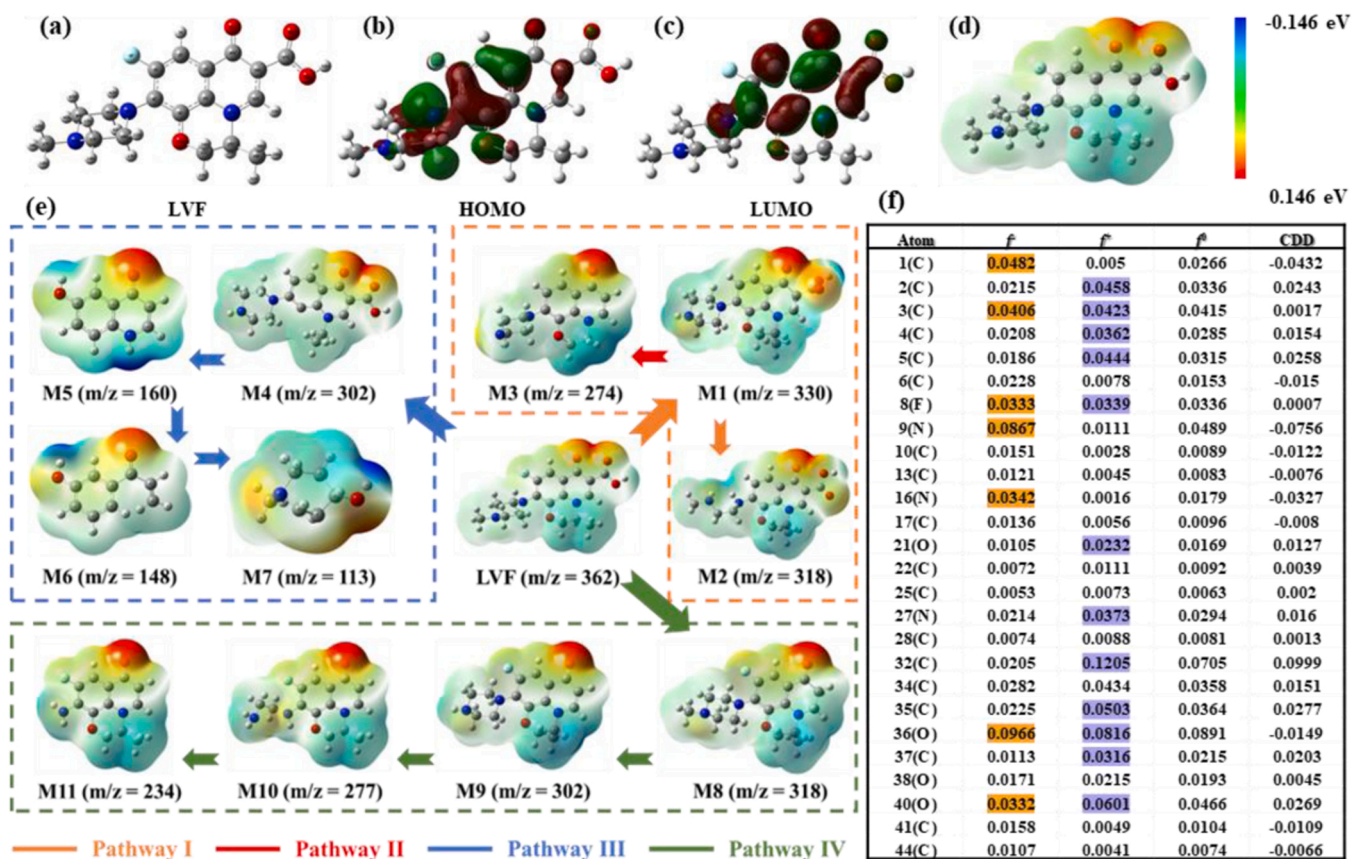 (a)
(b)
(c)
(d)
-0.146 eV
0.146 eV
(e)
LVF
HOMO
LUMO
M5 (m/z = 160)
M4 (m/z = 302)
M3 (m/z = 274)
M1 (m/z = 330)
M6 (m/z = 148)
M7 (m/z = 113)
LVF (m/z = 362)
M2 (m/z = 318)
M11 (m/z = 234)
M10 (m/z = 277)
M9 (m/z = 302)
M8 (m/z = 318)
Pathway I
Pathway II
Pathway III
Pathway IV
(f)
Atom f⁻ f⁺ f⁰ CDD
1(C) 0.0482 0.005 0.0266 -0.0432
2(C) 0.0215 0.0458 0.0336 0.0243
3(C) 0.0406 0.0423 0.0415 0.0017
4(C) 0.0208 0.0362 0.0285 0.0154
5(C) 0.0186 0.0444 0.0315 0.0258
6(C) 0.0228 0.0078 0.0153 -0.015
8(F) 0.0333 0.0339 0.0336 0.0007
9(N) 0.0867 0.0111 0.0489 -0.0756
10(C) 0.0151 0.0028 0.0089 -0.0122
13(C) 0.0121 0.0045 0.0083 -0.0076
16(N) 0.0342 0.0016 0.0179 -0.0327
17(C) 0.0136 0.0056 0.0096 -0.008
21(O) 0.0105 0.0232 0.0169 0.0127
22(C) 0.0072 0.0111 0.0092 0.0039
25(C) 0.0053 0.0073 0.0063 0.002
27(N) 0.0214 0.0373 0.0294 0.016
28(C) 0.0074 0.0088 0.0081 0.0013
32(C) 0.0205 0.1205 0.0705 0.0999
34(C) 0.0282 0.0434 0.0358 0.0151
35(C) 0.0225 0.0503 0.0364 0.0277
36(O) 0.0966 0.0816 0.0891 -0.0149
37(C) 0.0113 0.0316 0.0215 0.0203
38(O) 0.0171 0.0215 0.0193 0.0045
40(O) 0.0332 0.0601 0.0466 0.0269
41(C) 0.0158 0.0049 0.0104 -0.0109
44(C) 0.0107 0.0041 0.0074 -0.0066